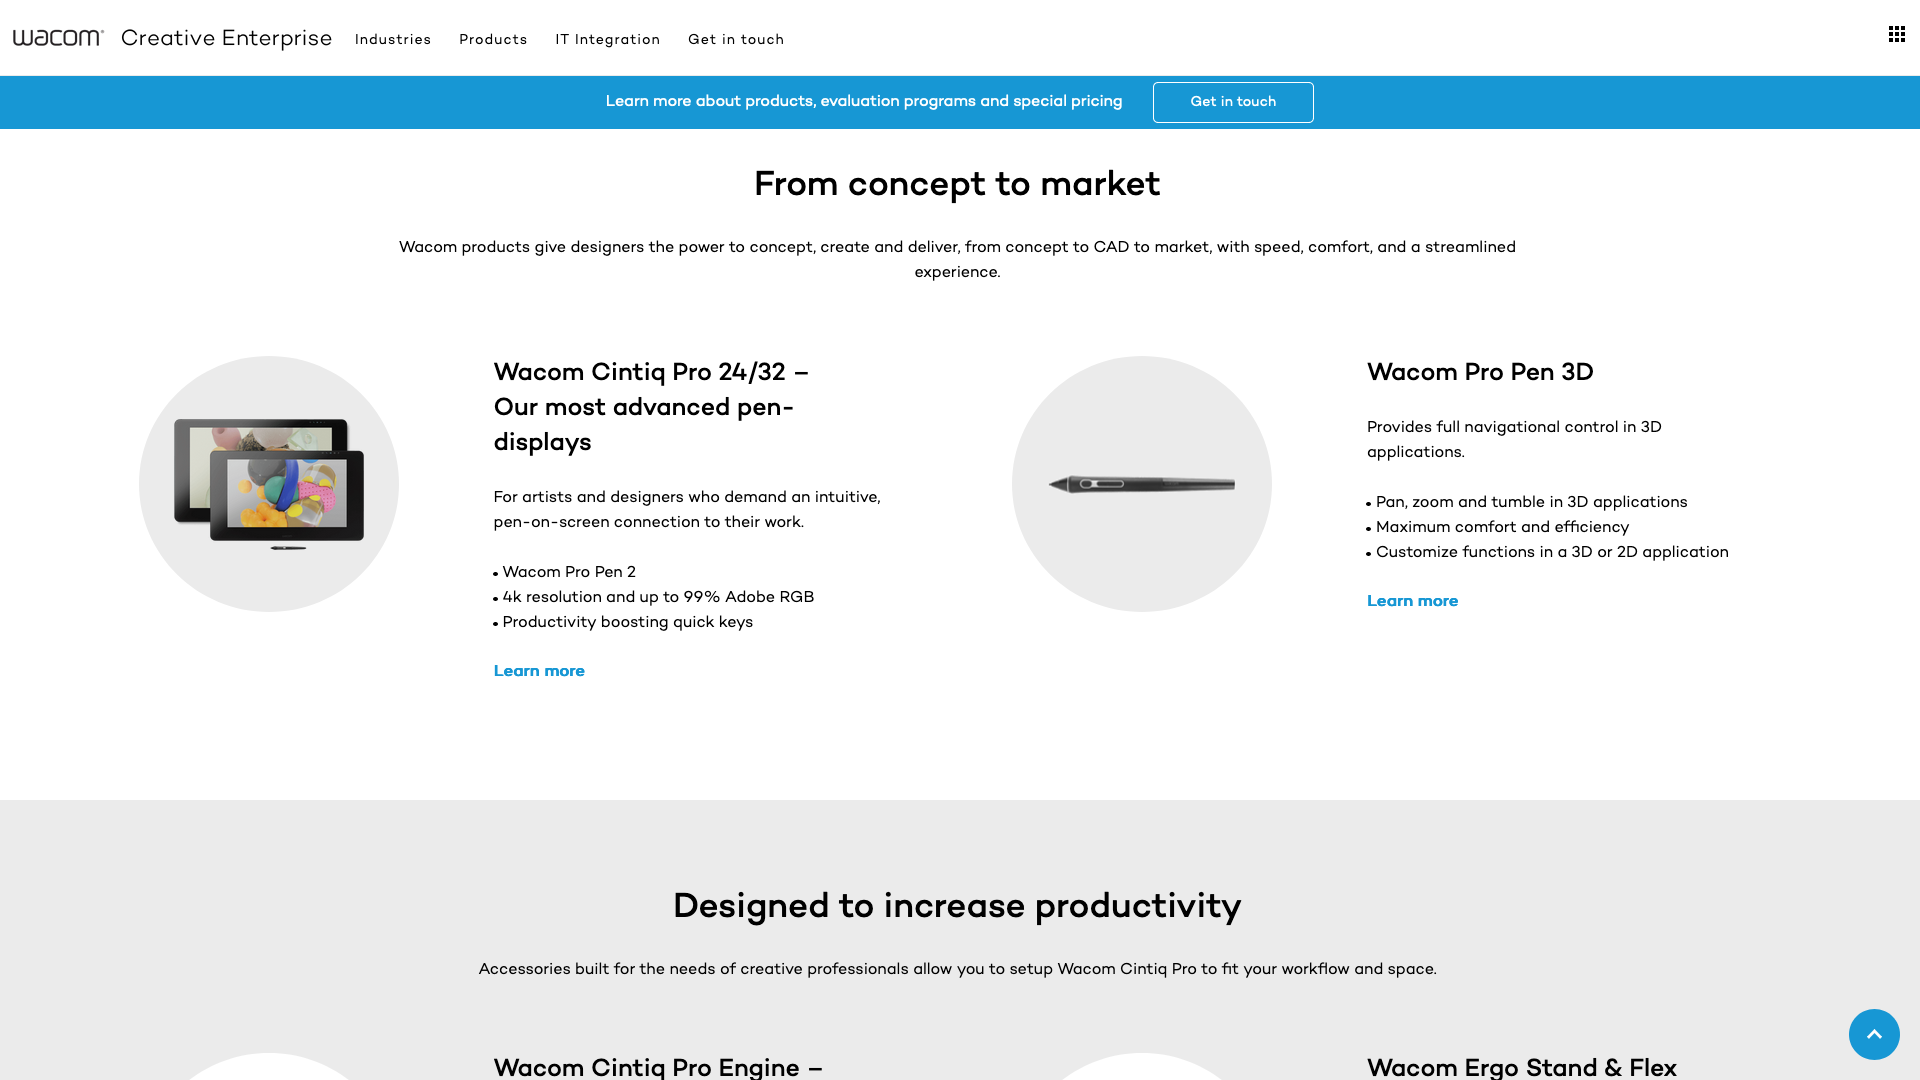 wacom® Creative Enterprise Industries Products IT Integration Get in touch
Learn more about products, evaluation programs and special pricing Get in touch
From concept to market
Wacom products give designers the power to concept, create and deliver, from concept to CAD to market, with speed, comfort, and a streamlined
experience.
Wacom Cintiq Pro 24/32 –
Our most advanced pen-
displays
For artists and designers who demand an intuitive,
pen-on-screen connection to their work.
• Wacom Pro Pen 2
• 4k resolution and up to 99% Adobe RGB
• Productivity boosting quick keys
Learn more
Wacom Pro Pen 3D
Provides full navigational control in 3D
applications.
• Pan, zoom and tumble in 3D applications
• Maximum comfort and efficiency
• Customize functions in a 3D or 2D application
Learn more
Designed to increase productivity
Accessories built for the needs of creative professionals allow you to setup Wacom Cintiq Pro to fit your workflow and space.
Wacom Cintiq Pro Engine –
Wacom Ergo Stand & Flex